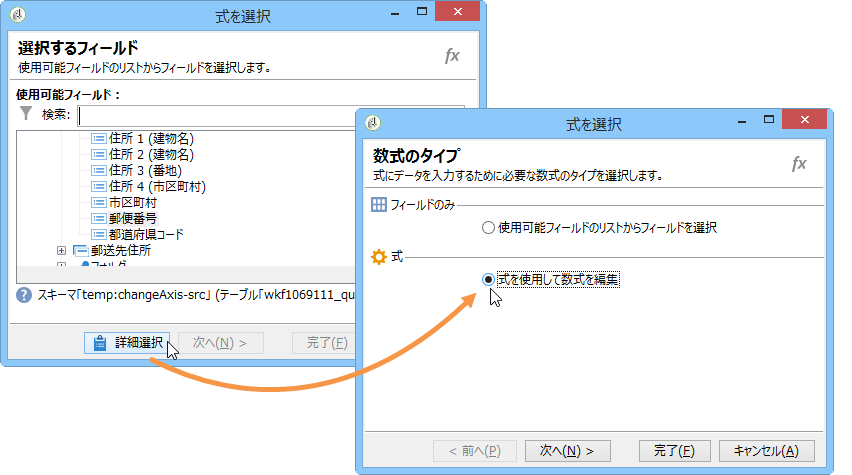 式を選択
選択するフィールド
使用可能フィールドのリストからフィールドを選択します。
fx
使用可能フィールド：
検索:
住所 1 (建物名)
住所 2 (建物名)
住所 3 (番地)
住所 4 (市区町村)
市区町村
郵便番号
都道府県コード
郵送先住所
フォルダ
スキーマ「temp:changeAxis-src」 (テーブル「wkf1069111_qu
詳細選択
次へ(N) >
完了(F)
式を選択
数式のタイプ
式にデータを入力するために必要な数式のタイプを選択します。
fx
フィールドのみ
使用可能フィールドのリストからフィールドを選択
式
式を使用して数式を編集
< 前へ(P)
次へ(N) >
完了(F)
キャンセル(A)